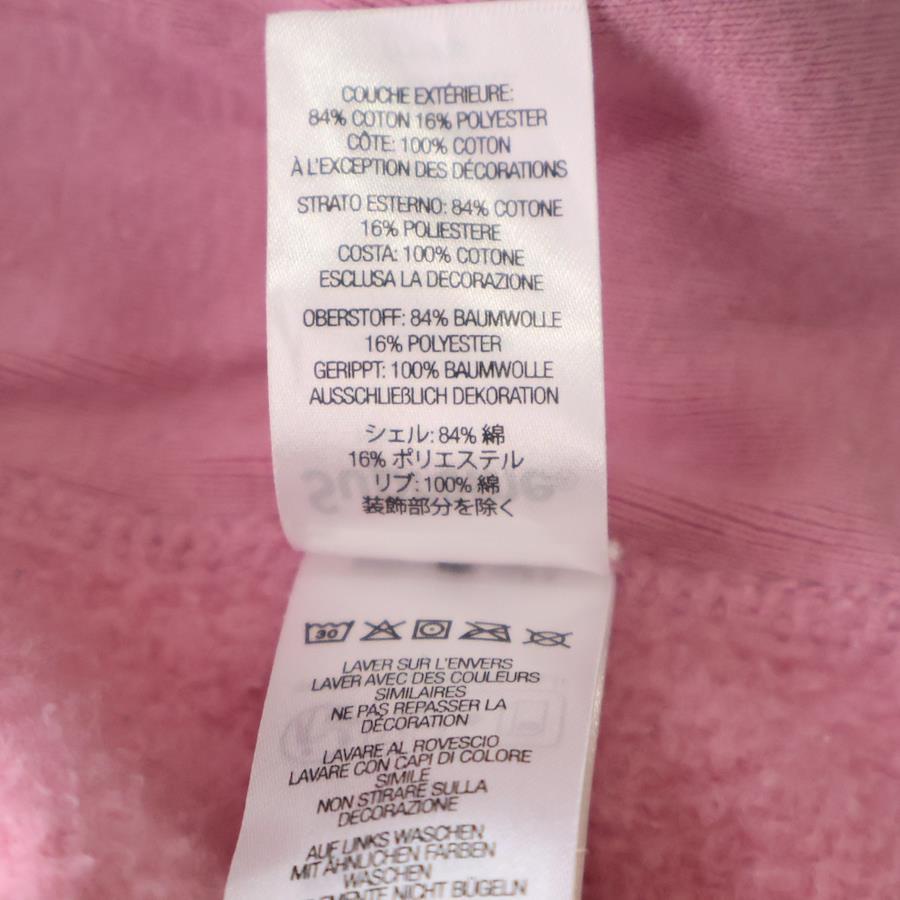 COUCHE EXTÉRIEURE:
84% COTON 16% POLYESTER
CÔTE: 100% COTON
À L'EXCEPTION DES DÉCORATIONS
STRATO ESTERNO: 84% COTONE
16% POLIESTERE
COSTA: 100% COTONE
ESCLUSA LA DECORAZIONE
OBERSTOFF: 84% BAUMWOLLE
16% POLYESTER
GERIPPT: 100% BAUMWOLLE
AUSSCHLIEßLICH DEKORATION
シェル: 84% 綿
16% ポリエステル
リブ: 100% 綿
装飾部分を除く
30
LAVER SUR L'ENVERS
LAVER AVEC DES COULEURS
SIMILAIRES
NE PAS REPASSER LA
DÉCORATION
LAVARE AL ROVESCIO
LAVARE CON CAPI DI COLORE
SIMILE
NON STIRARE SULLA
DECORAZIONE
AUF LINKS WASCHEN
MIT ÄHNLICHEN FARBEN
WASCHEN
NICHT BÜGELN